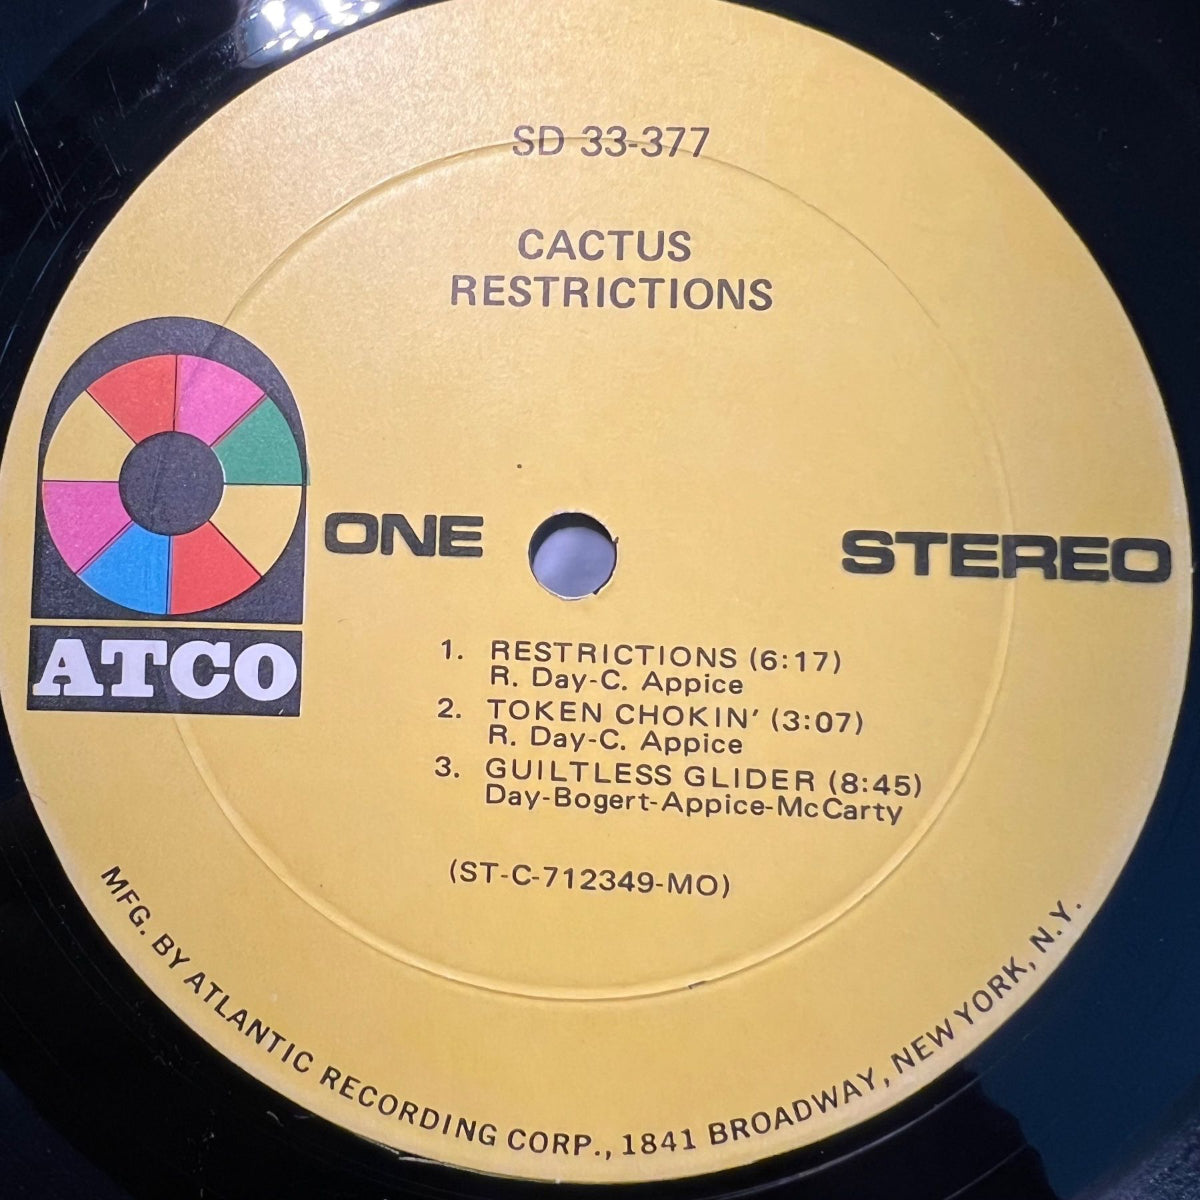 SD 33-377
CACTUS
RESTRICTIONS
ATCO
ONE
STEREO
1. RESTRICTIONS (6:17)
R. Day-C. Appice
2. TOKEN CHOKIN' (3:07)
R. Day-C. Appice
3. GUILTLESS GLIDER (8:45)
Day-Bogert-Appice-McCarty
(ST-C-712349-MO)
MFG. BY ATLANTIC RECORDING CORP., 1841 BROADWAY, NEW YORK, N.Y.